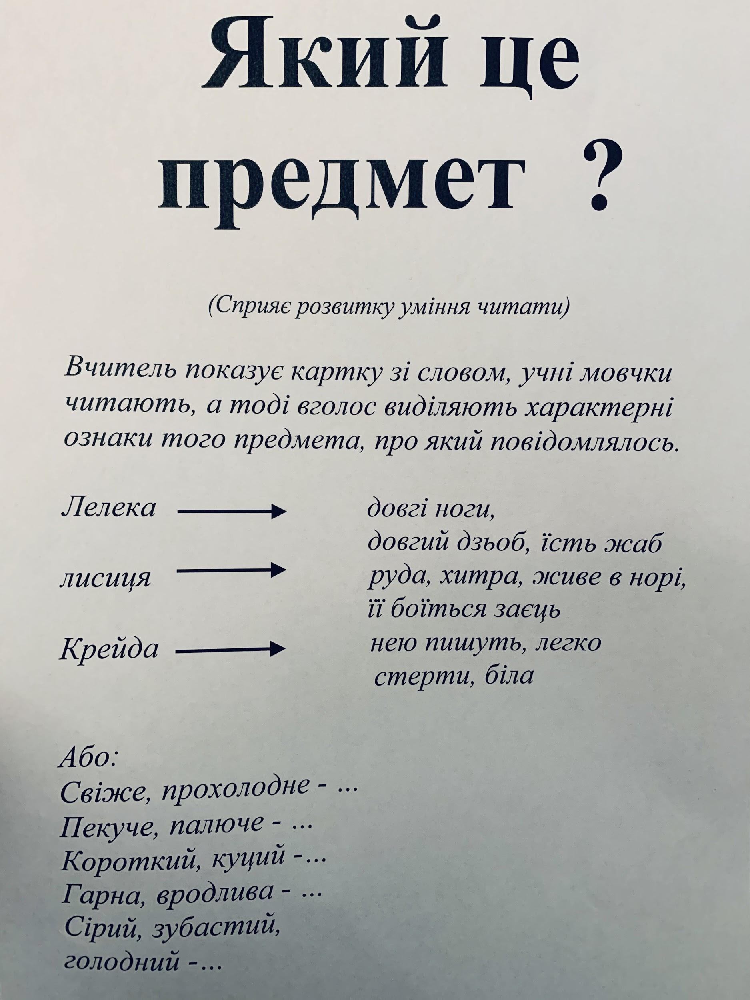 Який це
предмет ?
(Сприяє розвитку уміння читати)
Вчитель показує картку зі словом, учні мовчки
читають, а тоді вголос виділяють характерні
ознаки того предмета, про який повідомлялось.
Лелека довгі ноги,
довгий дзьоб, їсть жаб
лисиця руда, хитра, живе в норі,
її боїться заєць
Крейда нею пишуть, легко
стерти, біла
Або:
Свіже, прохолодне - ...
Пекуче, палюче - ...
Короткий, куций -...
Гарна, вродлива - ...
Сірий, зубастий,
голодний -...